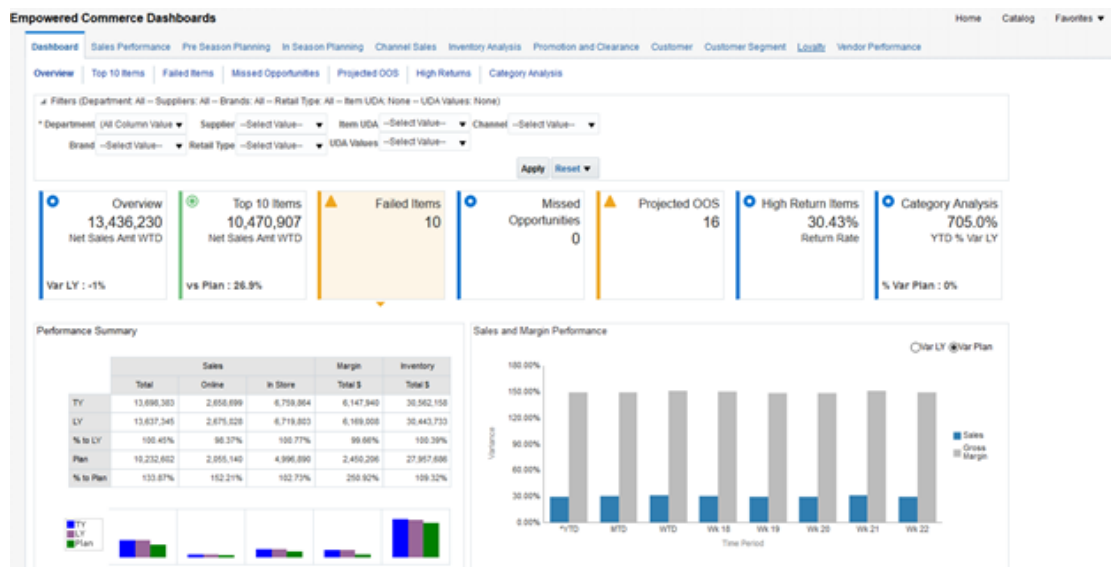 Empowered Commerce Dashboards
Home Catalog Favorites
Dashboard Sales Performance Pre Season Planning In Season Planning Channel Sales Inventory Analysis Promotion and Clearance Customer Customer Segment Loyalty Vendor Performance
Overview Top 10 Items Failed Items Missed Opportunities Projected OOS High Returns Category Analysis
Filters (Department: All -- Suppliers: All -- Brands: All -- Retail Type: All -- Item UDA: None -- UDA Values: None)
* Department (All Column Value Supplier --Select Value-- Item UDA --Select Value-- Channel --Select Value--
Brand --Select Value-- Retail Type --Select Value-- UDA Values --Select Value--
Apply Reset
Overview
13,436,230
Net Sales Amt WTD
Var LY : -1%
Top 10 Items
10,470,907
Net Sales Amt WTD
vs Plan : 26.9%
Failed Items
10
Missed
Opportunities
0
Projected OOS
16
High Return Items
30.43%
Return Rate
Category Analysis
705.0%
YTD % Var LY
% Var Plan : 0%
Performance Summary
Sales Margin Inventory
Total Online In Store Total $ Total $
TY 13,698,383 2,658,699 6,759,864 6,147,940 30,562,158
LY 13,637,345 2,675,028 6,719,803 6,169,008 30,443,733
% to LY 100.45% 98.37% 100.77% 99.66% 100.39%
Plan 10,232,602 2,055,140 4,996,890 2,450,206 27,957,686
% to Plan 133.87% 152.21% 102.73% 250.92% 109.32%
TY
LY
Plan
Sales and Margin Performance
Var LY Var Plan
180.00%
150.00%
120.00%
90.00%
60.00%
30.00%
0.00%
Variance
*YTD MTD WTD Wk 18 Wk 19 Wk 20 Wk 21 Wk 22
Time Period
Sales
Gross
Margin